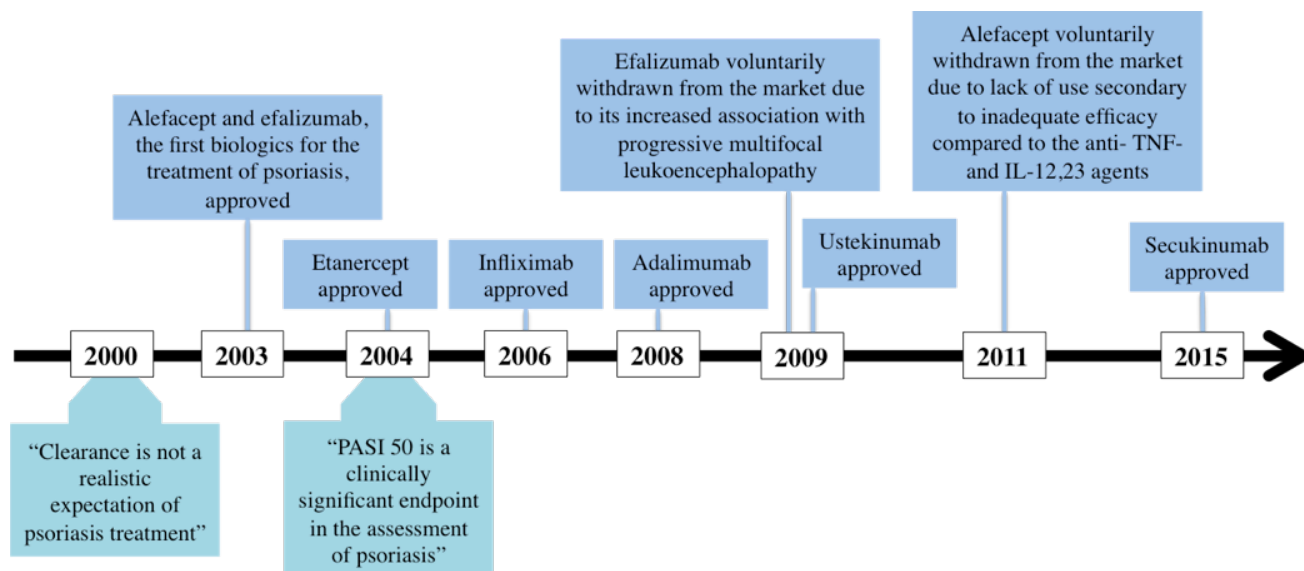 Alefacept and efalizumab,
the first biologics for the
treatment of psoriasis,
approved
Efalizumab voluntarily
withdrawn from the market due
to its increased association with
progressive multifocal
leukoencephalopathy
Alefacept voluntarily
withdrawn from the market
due to lack of use secondary
to inadequate efficacy
compared to the anti- TNF-
and IL-12,23 agents
Etanercept
approved
Infliximab
approved
Adalimumab
approved
Ustekinumab
approved
Secukinumab
approved
2000
2003
2004
2006
2008
2009
2011
2015
“Clearance is not a
realistic
expectation of
psoriasis treatment”
“PASI 50 is a
clinically
significant endpoint
in the assessment
of psoriasis”